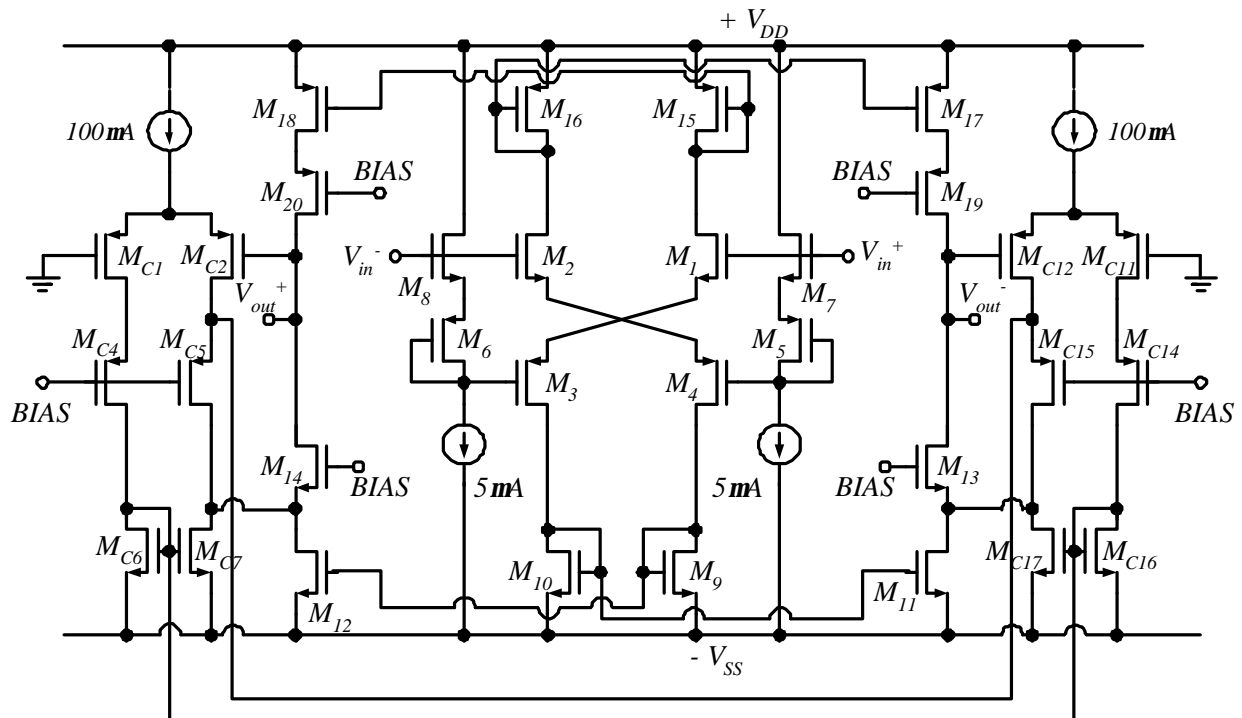 + V_DD
M_18
M_16
M_15
M_17
100mA
100mA
BIAS
BIAS
M_20
M_19
M_C1
M_C2
V_in^-
M_2
M_1
V_in^+
M_C12
M_C11
M_8
M_7
V_out^+
V_out^-
M_6
M_5
M_C4
M_C5
M_C15
M_C14
M_3
M_4
BIAS
BIAS
M_14
BIAS
5mA
5mA
BIAS
M_13
M_C6
M_C7
M_10
M_9
M_C17
M_C16
M_12
M_11
- V_SS